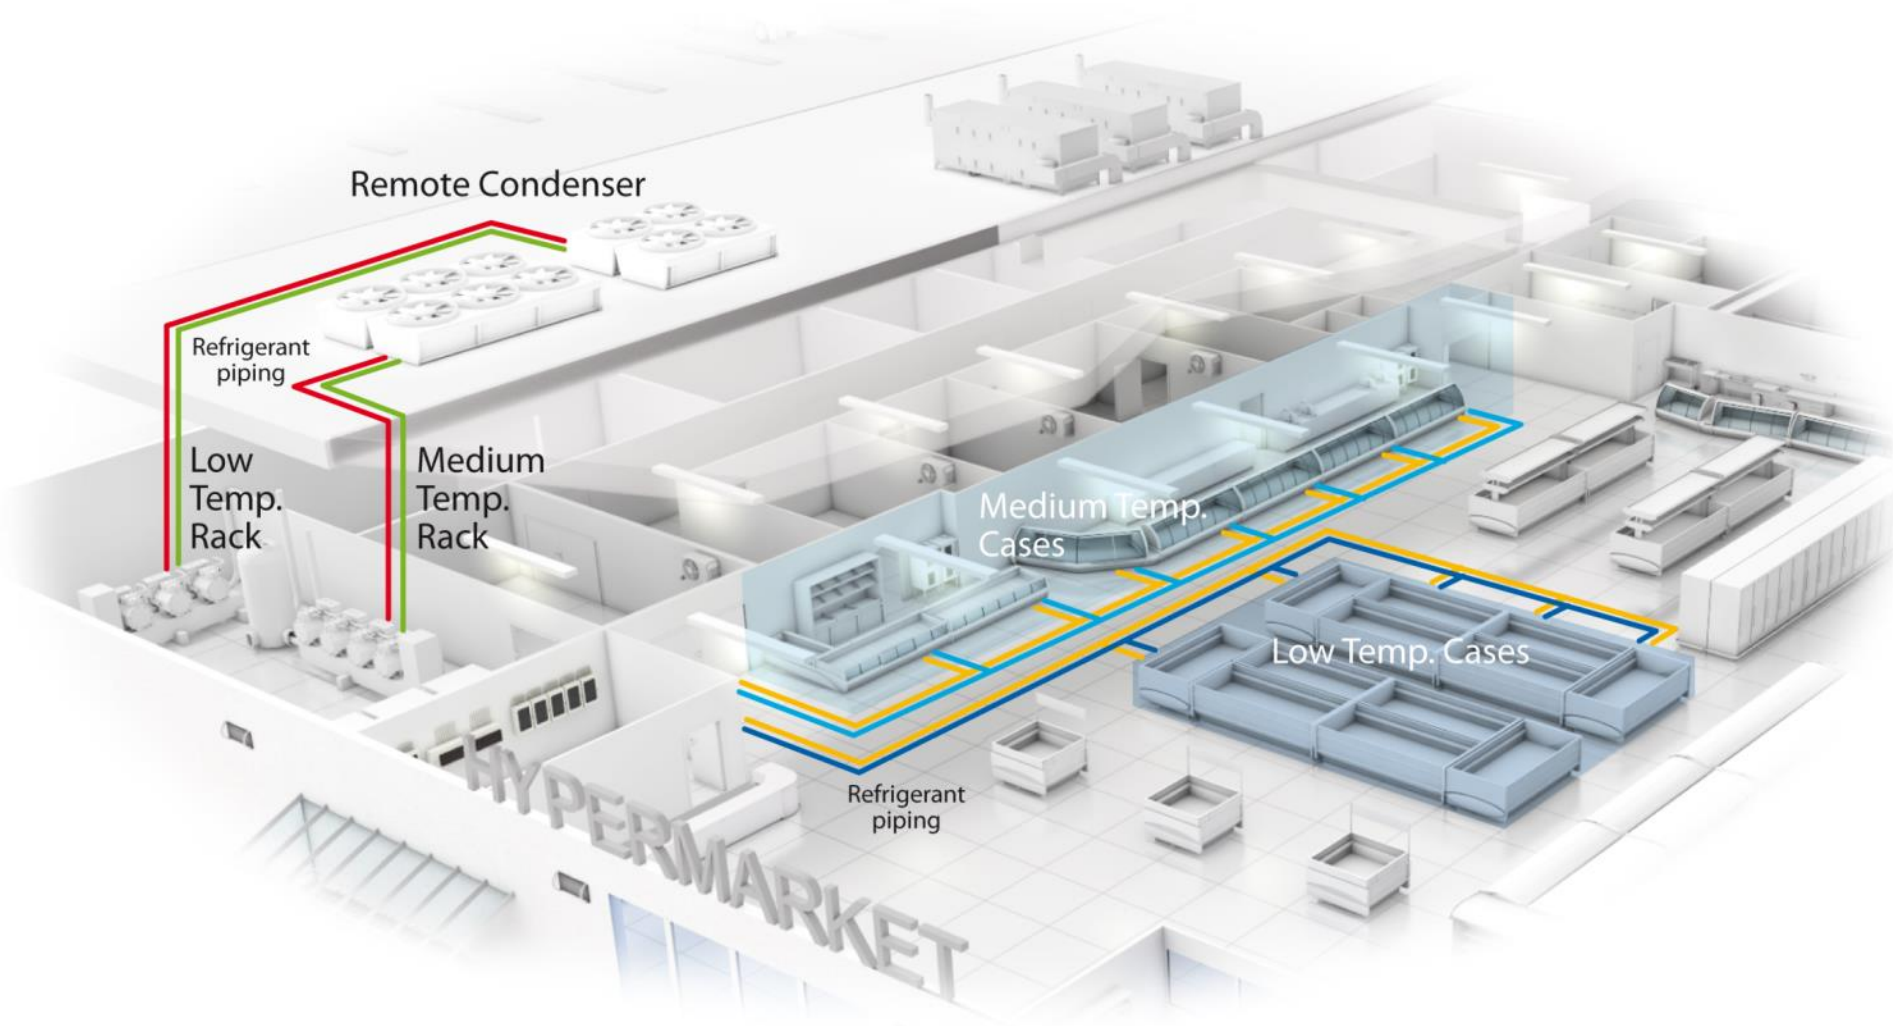 Remote Condenser
Refrigerant
piping
Low
Temp.
Rack
Medium
Temp.
Rack
Medium Temp.
Cases
Low Temp. Cases
Refrigerant
piping
HYPERMARKET